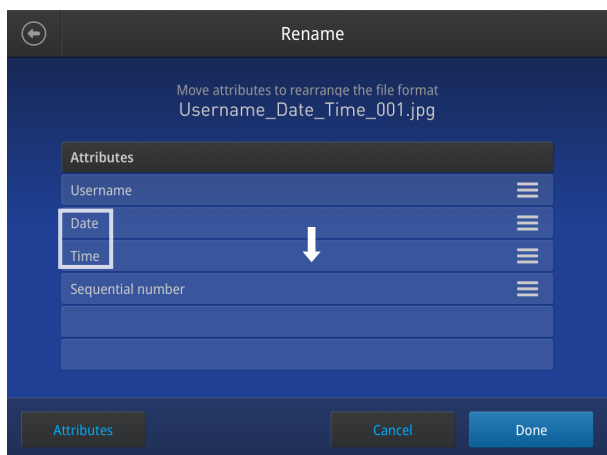 Rename
Move attributes to rearrange the file format
Username_Date_Time_001.jpg
Attributes
Username
Date
Time
Sequential number
Attributes
Cancel
Done